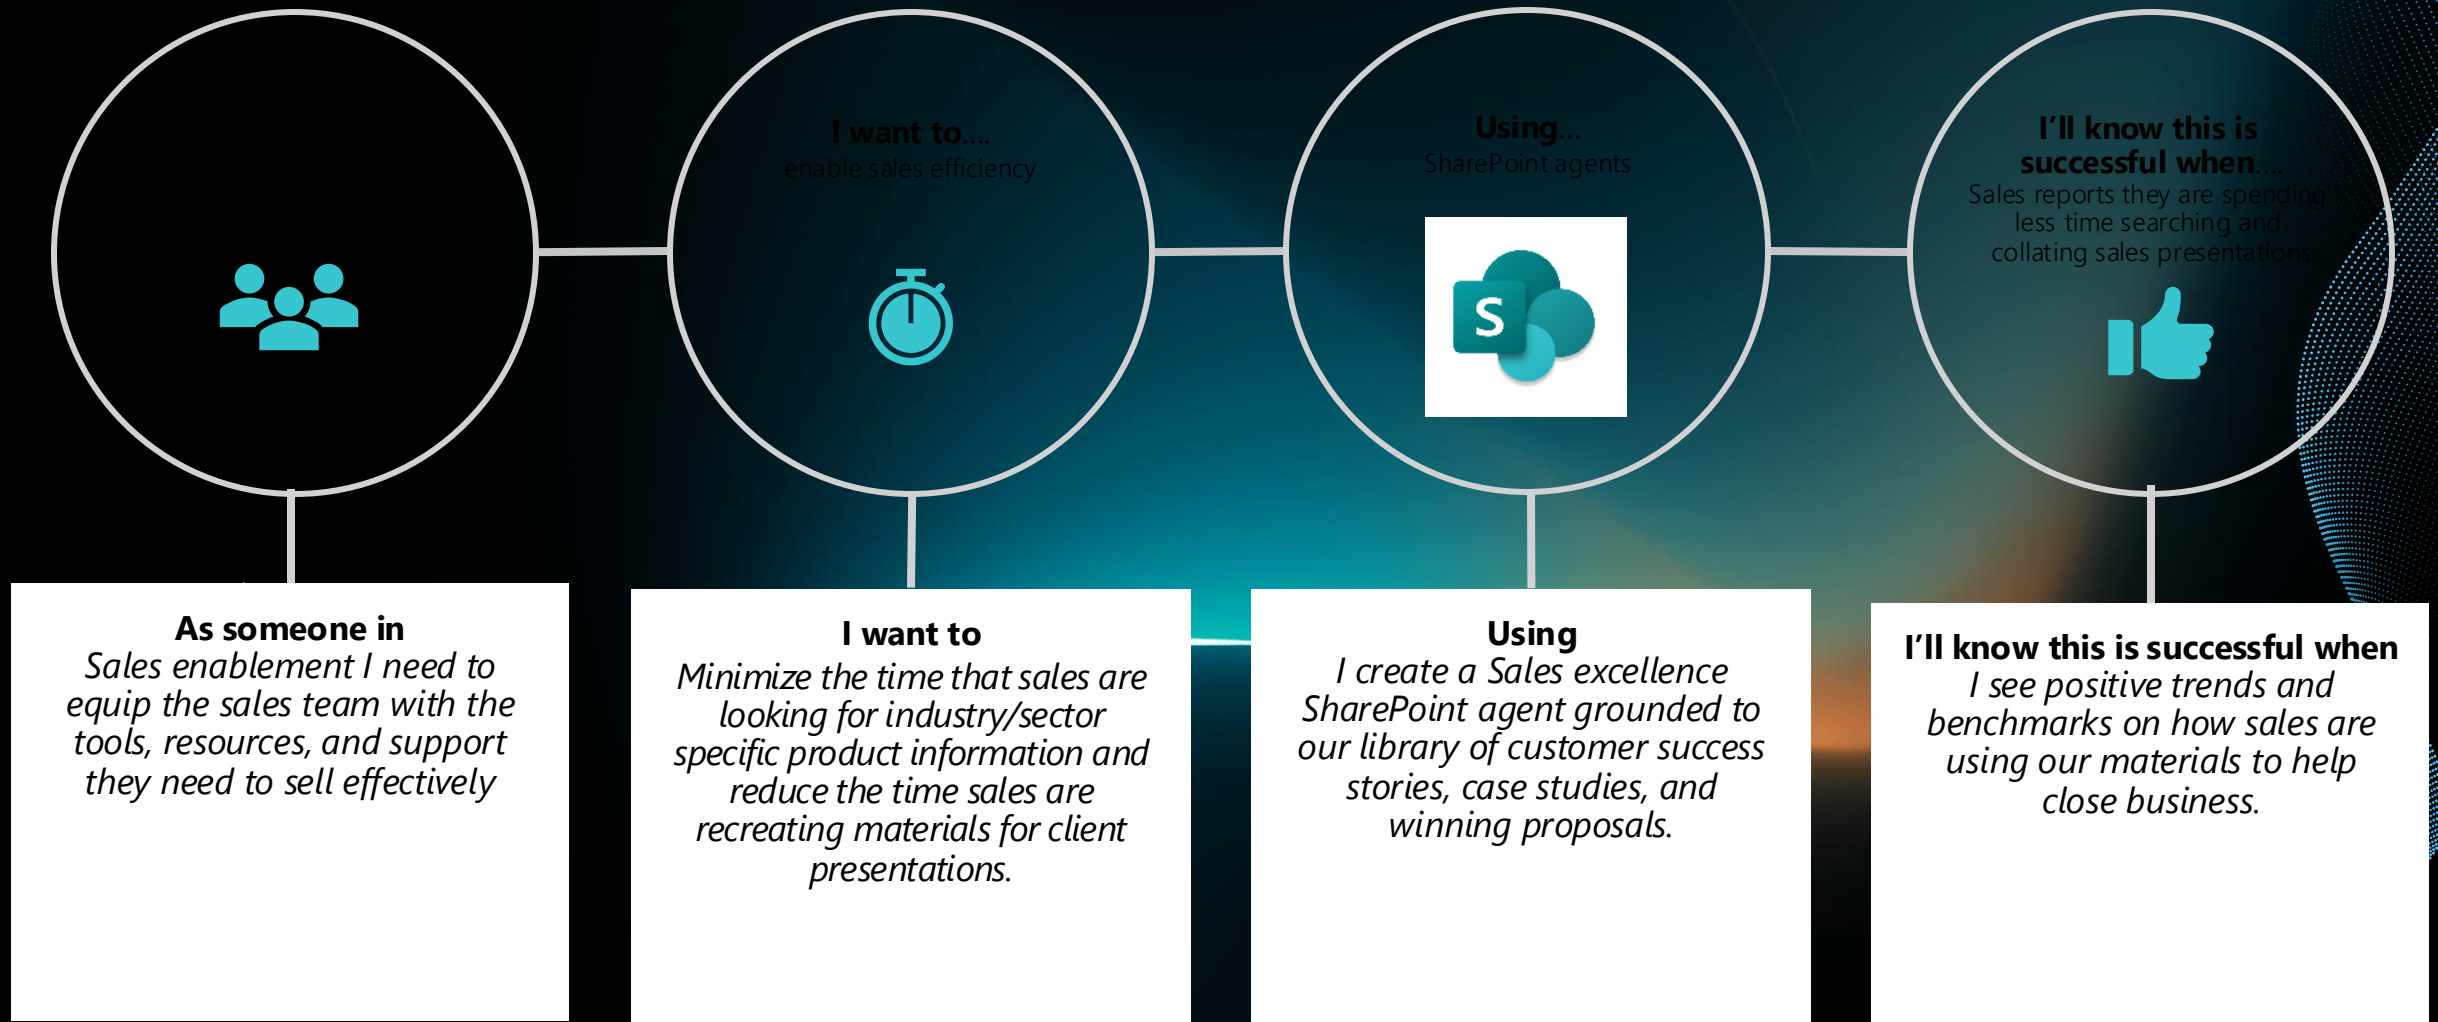 I want to....
enable sales efficiency
Using...
SharePoint agents
S
I'll know this is
successful when....
Sales reports they are spending
less time searching and
collating sales presentations
As someone in
Sales enablement I need to
equip the sales team with the
tools, resources, and support
they need to sell effectively
I want to
Minimize the time that sales are
looking for industry/sector
specific product information and
reduce the time sales are
recreating materials for client
presentations.
Using
I create a Sales excellence
SharePoint agent grounded to
our library of customer success
stories, case studies, and
winning proposals.
I'll know this is successful when
I see positive trends and
benchmarks on how sales are
using our materials to help
close business.